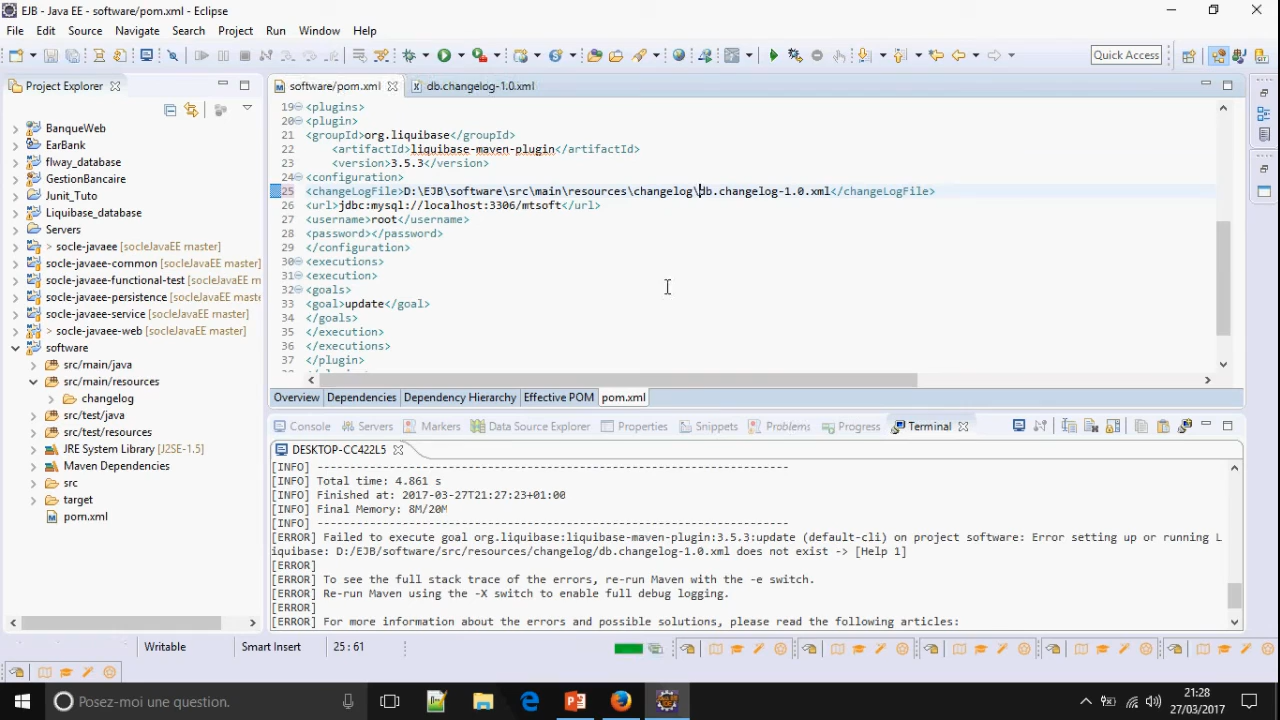 EJB - Java EE - software/pom.xml - Eclipse
File Edit Source Navigate Search Project Run Window Help
Quick Access
Project Explorer
BanqueWeb
EarBank
flway_database
GestionBancaire
Junit_Tuto
Liquibase_database
Servers
> socle-javaee [socleJavaEE master]
socle-javaee-common [socleJavaEE master]
socle-javaee-functional-test [socleJavaEE m
socle-javaee-persistence [socleJavaEE maste
socle-javaee-service [socleJavaEE master]
> socle-javaee-web [socleJavaEE master]
software
src/main/java
src/main/resources
changelog
src/test/java
src/test/resources
JRE System Library [J2SE-1.5]
Maven Dependencies
src
target
pom.xml
software/pom.xml db.changelog-1.0.xml
19 <plugins>
20 <plugin>
21 <groupId>org.liquibase</groupId>
22 <artifactId>liquibase-maven-plugin</artifactId>
23 <version>3.5.3</version>
24 <configuration>
25 <changeLogFile>D:\EJB\software\src\main\resources\changelog\db.changelog-1.0.xml</changeLogFile>
26 <url>jdbc:mysql://localhost:3306/mtsoft</url>
27 <username>root</username>
28 <password></password>
29 </configuration>
30 <executions>
31 <execution>
32 <goals>
33 <goal>update</goal>
34 </goals>
35 </execution>
36 </executions>
37 </plugin>
Overview Dependencies Dependency Hierarchy Effective POM pom.xml
Console Servers Markers Data Source Explorer Properties Snippets Problems Progress Terminal
DESKTOP-CC422L5
[INFO] ------------------------------------------------------------------------
[INFO] Total time: 4.861 s
[INFO] Finished at: 2017-03-27T21:27:23+01:00
[INFO] Final Memory: 8M/20M
[INFO] ------------------------------------------------------------------------
[ERROR] Failed to execute goal org.liquibase:liquibase-maven-plugin:3.5.3:update (default-cli) on project software: Error setting up or running L
iquibase: D:/EJB/software/src/resources/changelog/db.changelog-1.0.xml does not exist -> [Help 1]
[ERROR]
[ERROR] To see the full stack trace of the errors, re-run Maven with the -e switch.
[ERROR] Re-run Maven using the -X switch to enable full debug logging.
[ERROR]
[ERROR] For more information about the errors and possible solutions, please read the following articles:
Writable Smart Insert 25 : 61
Posez-moi une question.
21:28
27/03/2017